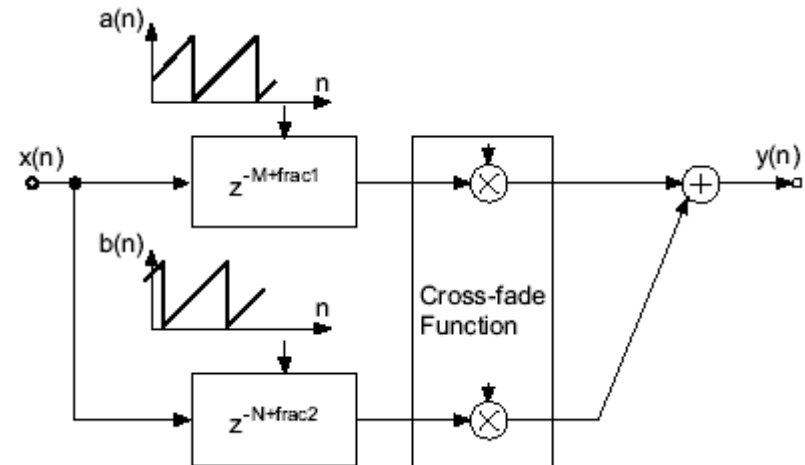 a(n)
n
x(n)
z^-M+frac1
y(n)
b(n)
n
Cross-fade
Function
z^-N+frac2